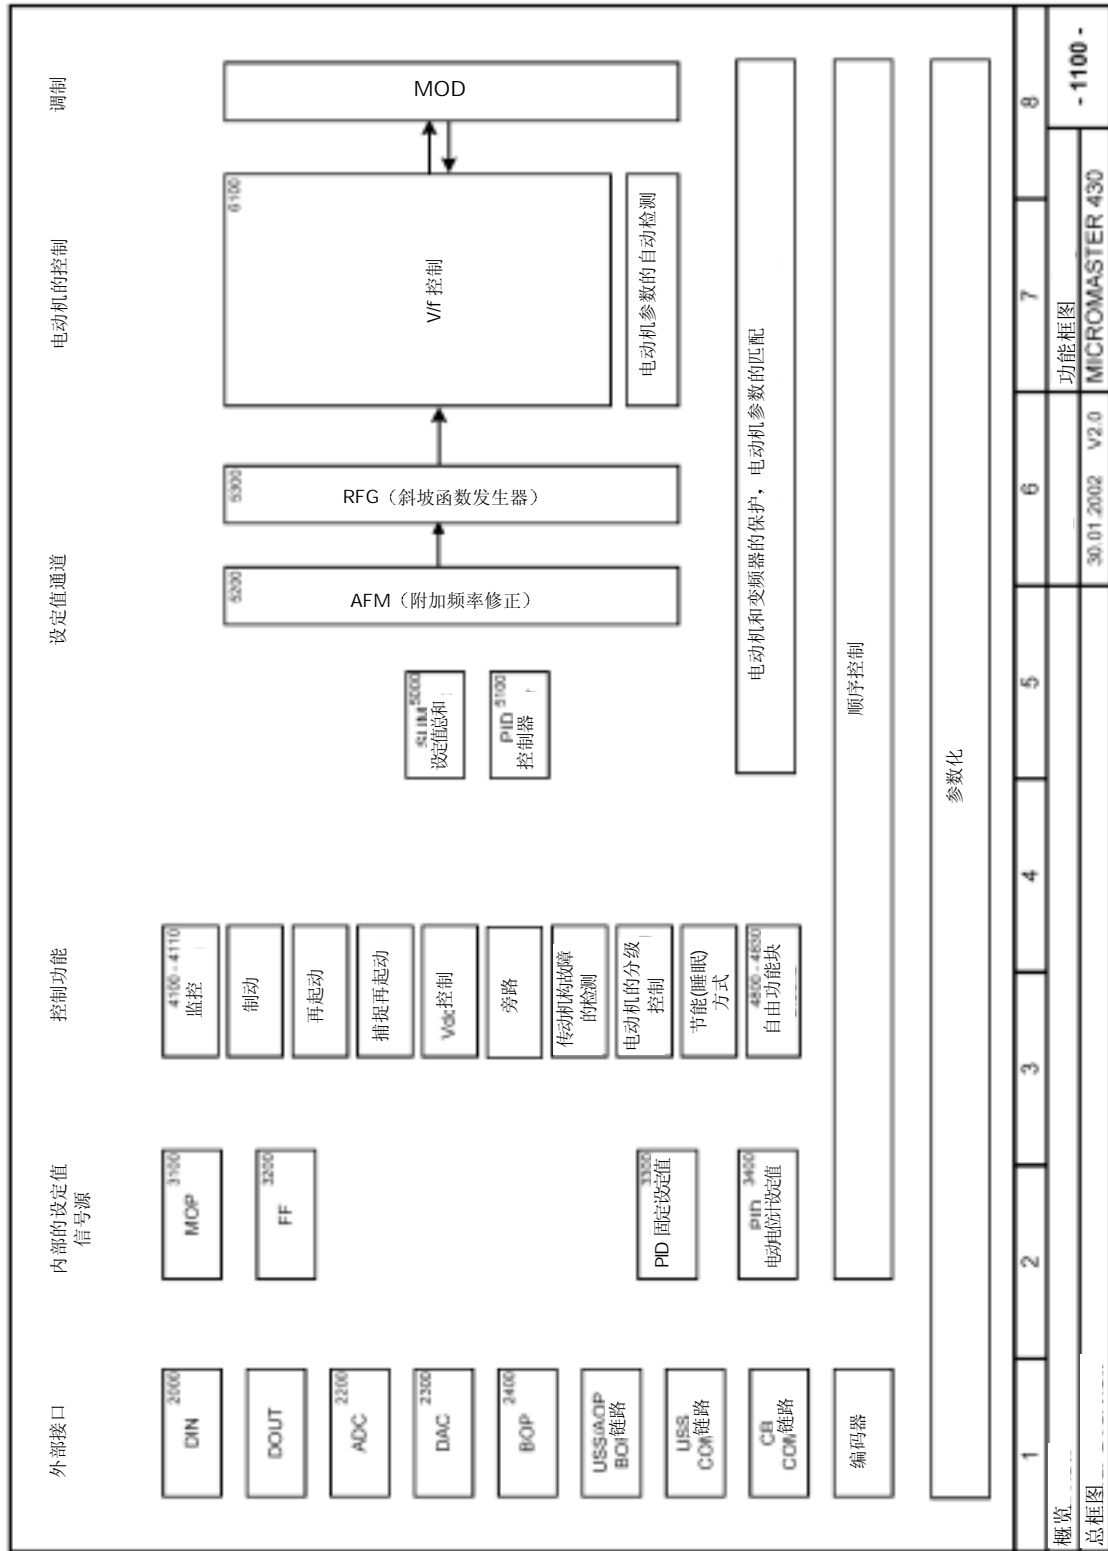 外部接口
内部的设定值
信号源
控制功能
设定值通道
电动机的控制
调制
DIN
2000
DOUT
ADC
2200
DAC
2300
BOP
2400
USS/AOP
BOP链路
USS
COM链路
CB
COM链路
编码器
MOP
3100
FF
3200
PID 固定设定值
3300
PID
电动电位计设定值
3400
4100 - 4110
监控
制动
再起动
捕捉再起动
Vdc控制
旁路
传动机构故障
的检测
电动机的分级
控制
节能(睡眠)
方式
4800 - 4830
自由功能块
SUM
5000
设定值总和
PID
5100
控制器
5200
AFM（附加频率修正）
5300
RFG（斜坡函数发生器）
6100
V/f 控制
电动机参数的自动检测
MOD
电动机和变频器的保护，电动机参数的匹配
顺序控制
参数化
1
2
3
4
5
6
7
8
概览
总框图
30.01.2002
V2.0
功能框图
MICROMASTER 430
- 1100 -